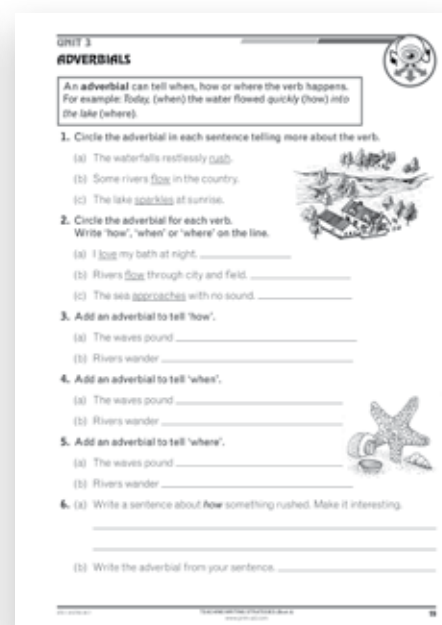 UNIT 3
ADVERBIALS
An adverbial can tell when, how or where the verb happens.
For example: Today, (when) the water flowed quickly (how) into
the lake (where).
1. Circle the adverbial in each sentence telling more about the verb.
(a) The waterfalls restlessly rush.
(b) Some rivers flow in the country.
(c) The lake sparkles at sunrise.
2. Circle the adverbial for each verb.
Write 'how', 'when' or 'where' on the line.
(a) I love my bath at night.
(b) Rivers flow through city and field.
(c) The sea approaches with no sound.
3. Add an adverbial to tell 'how'.
(a) The waves pound
(b) Rivers wander
4. Add an adverbial to tell 'when'.
(a) The waves pound
(b) Rivers wander
5. Add an adverbial to tell 'where'.
(a) The waves pound
(b) Rivers wander
6. (a) Write a sentence about how something rushed. Make it interesting.
(b) Write the adverbial from your sentence.